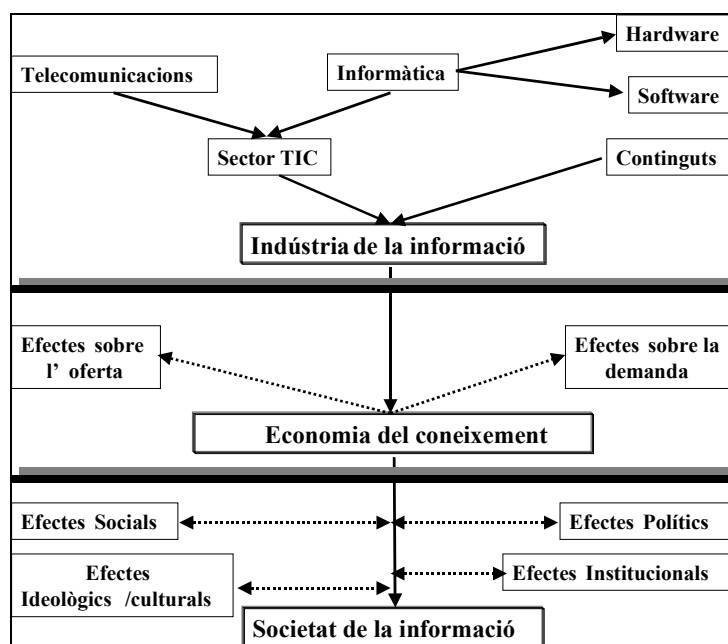 Hardware
Telecomunicacions
Informàtica
Software
Sector TIC
Continguts
Indústria de la informació
Efectes sobre
l' oferta
Efectes sobre la
demanda
Economia del coneixement
Efectes Socials
Efectes Polítics
Efectes
Ideològics /culturals
Efectes Institucionals
Societat de la informació